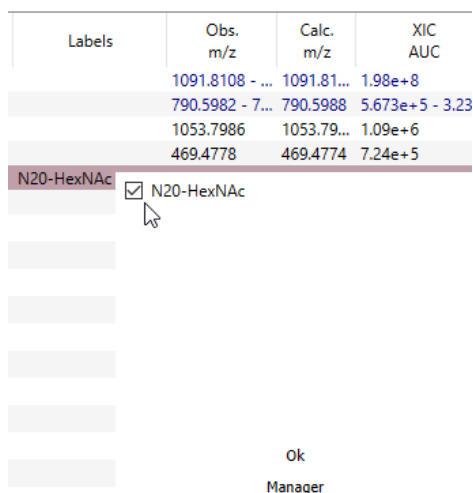 Labels Obs. m/z Calc. m/z XIC AUC
1091.8108 - ... 1091.81... 1.98e+8
790.5982 - 7... 790.5988 5.673e+5 - 3.23
1053.7986 1053.79... 1.09e+6
469.4778 469.4774 7.24e+5
N20-HexNAc
N20-HexNAc
Ok
Manager